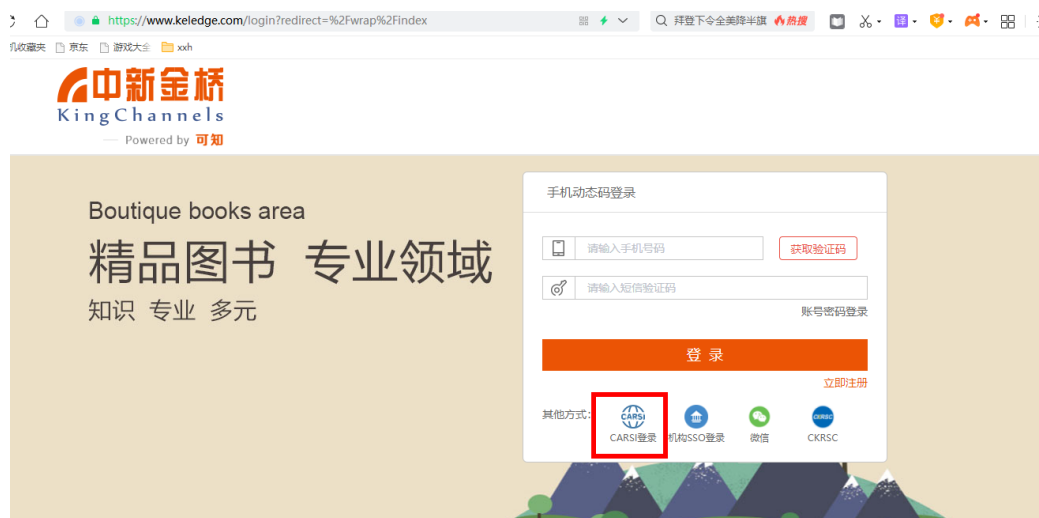 https://www.keledge.com/login?redirect=%2Fwrap%2Findex
拜登下令全美降半旗 热搜
译
机收藏夹 京东 游戏大全 xxh
中新金桥
KingChannels
Powered by 可知
Boutique books area
精品图书 专业领域
知识 专业 多元
手机动态码登录
请输入手机号码
获取验证码
请输入短信验证码
账号密码登录
登 录
立即注册
其他方式:
CARSI
CKRSC
CARSI登录
机构SSO登录
微信
CKRSC